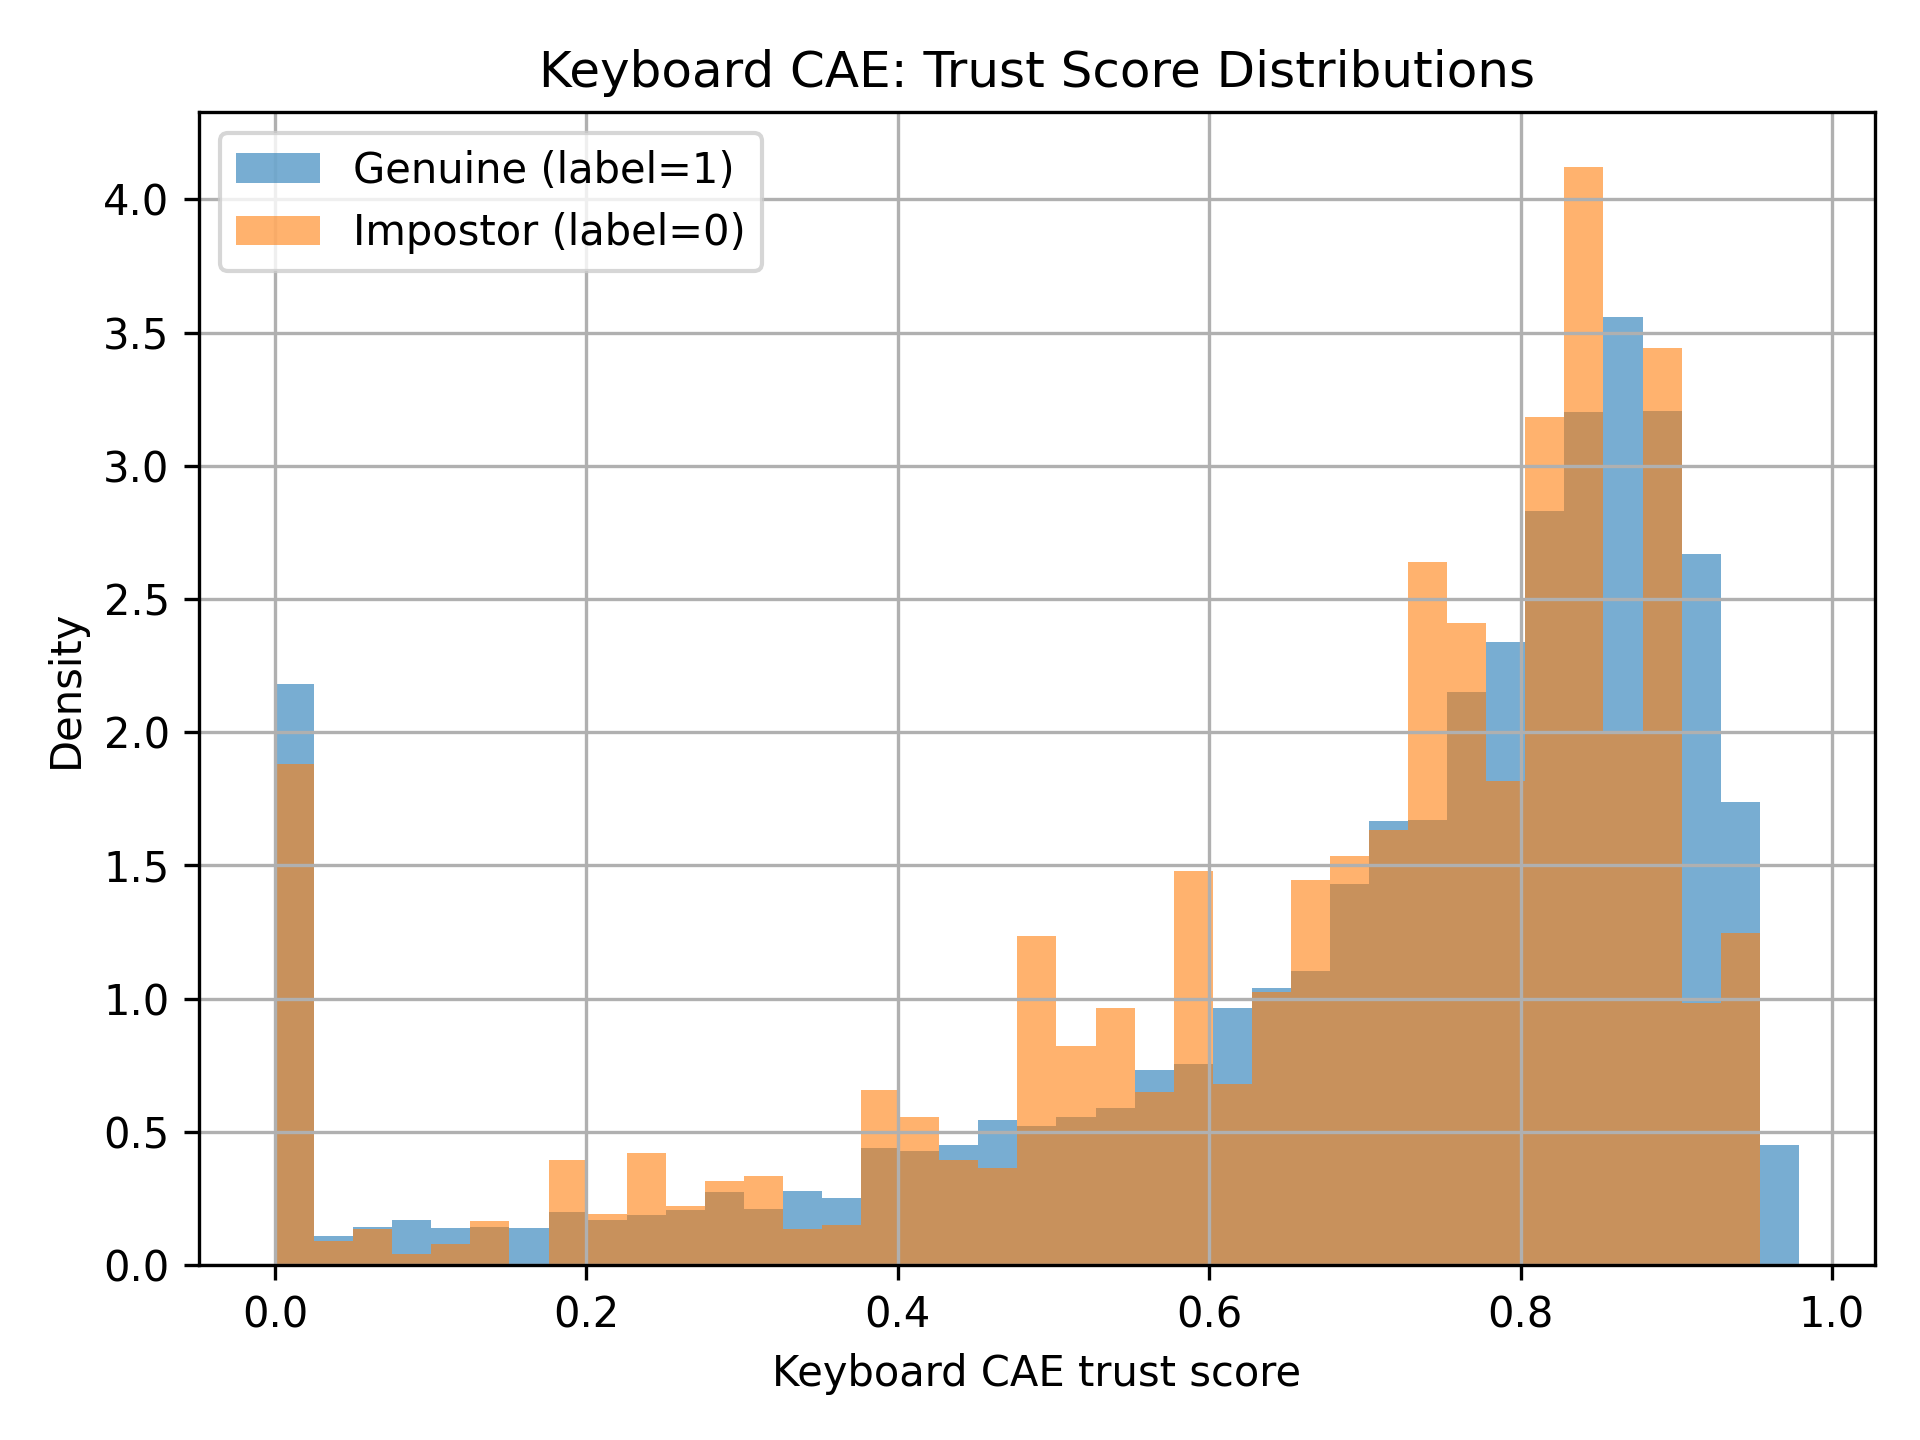 Keyboard CAE: Trust Score Distributions
Genuine (label=1)
Impostor (label=0)
4.0
3.5
3.0
2.5
2.0
1.5
1.0
0.5
0.0
Density
0.0 0.2 0.4 0.6 0.8 1.0
Keyboard CAE trust score